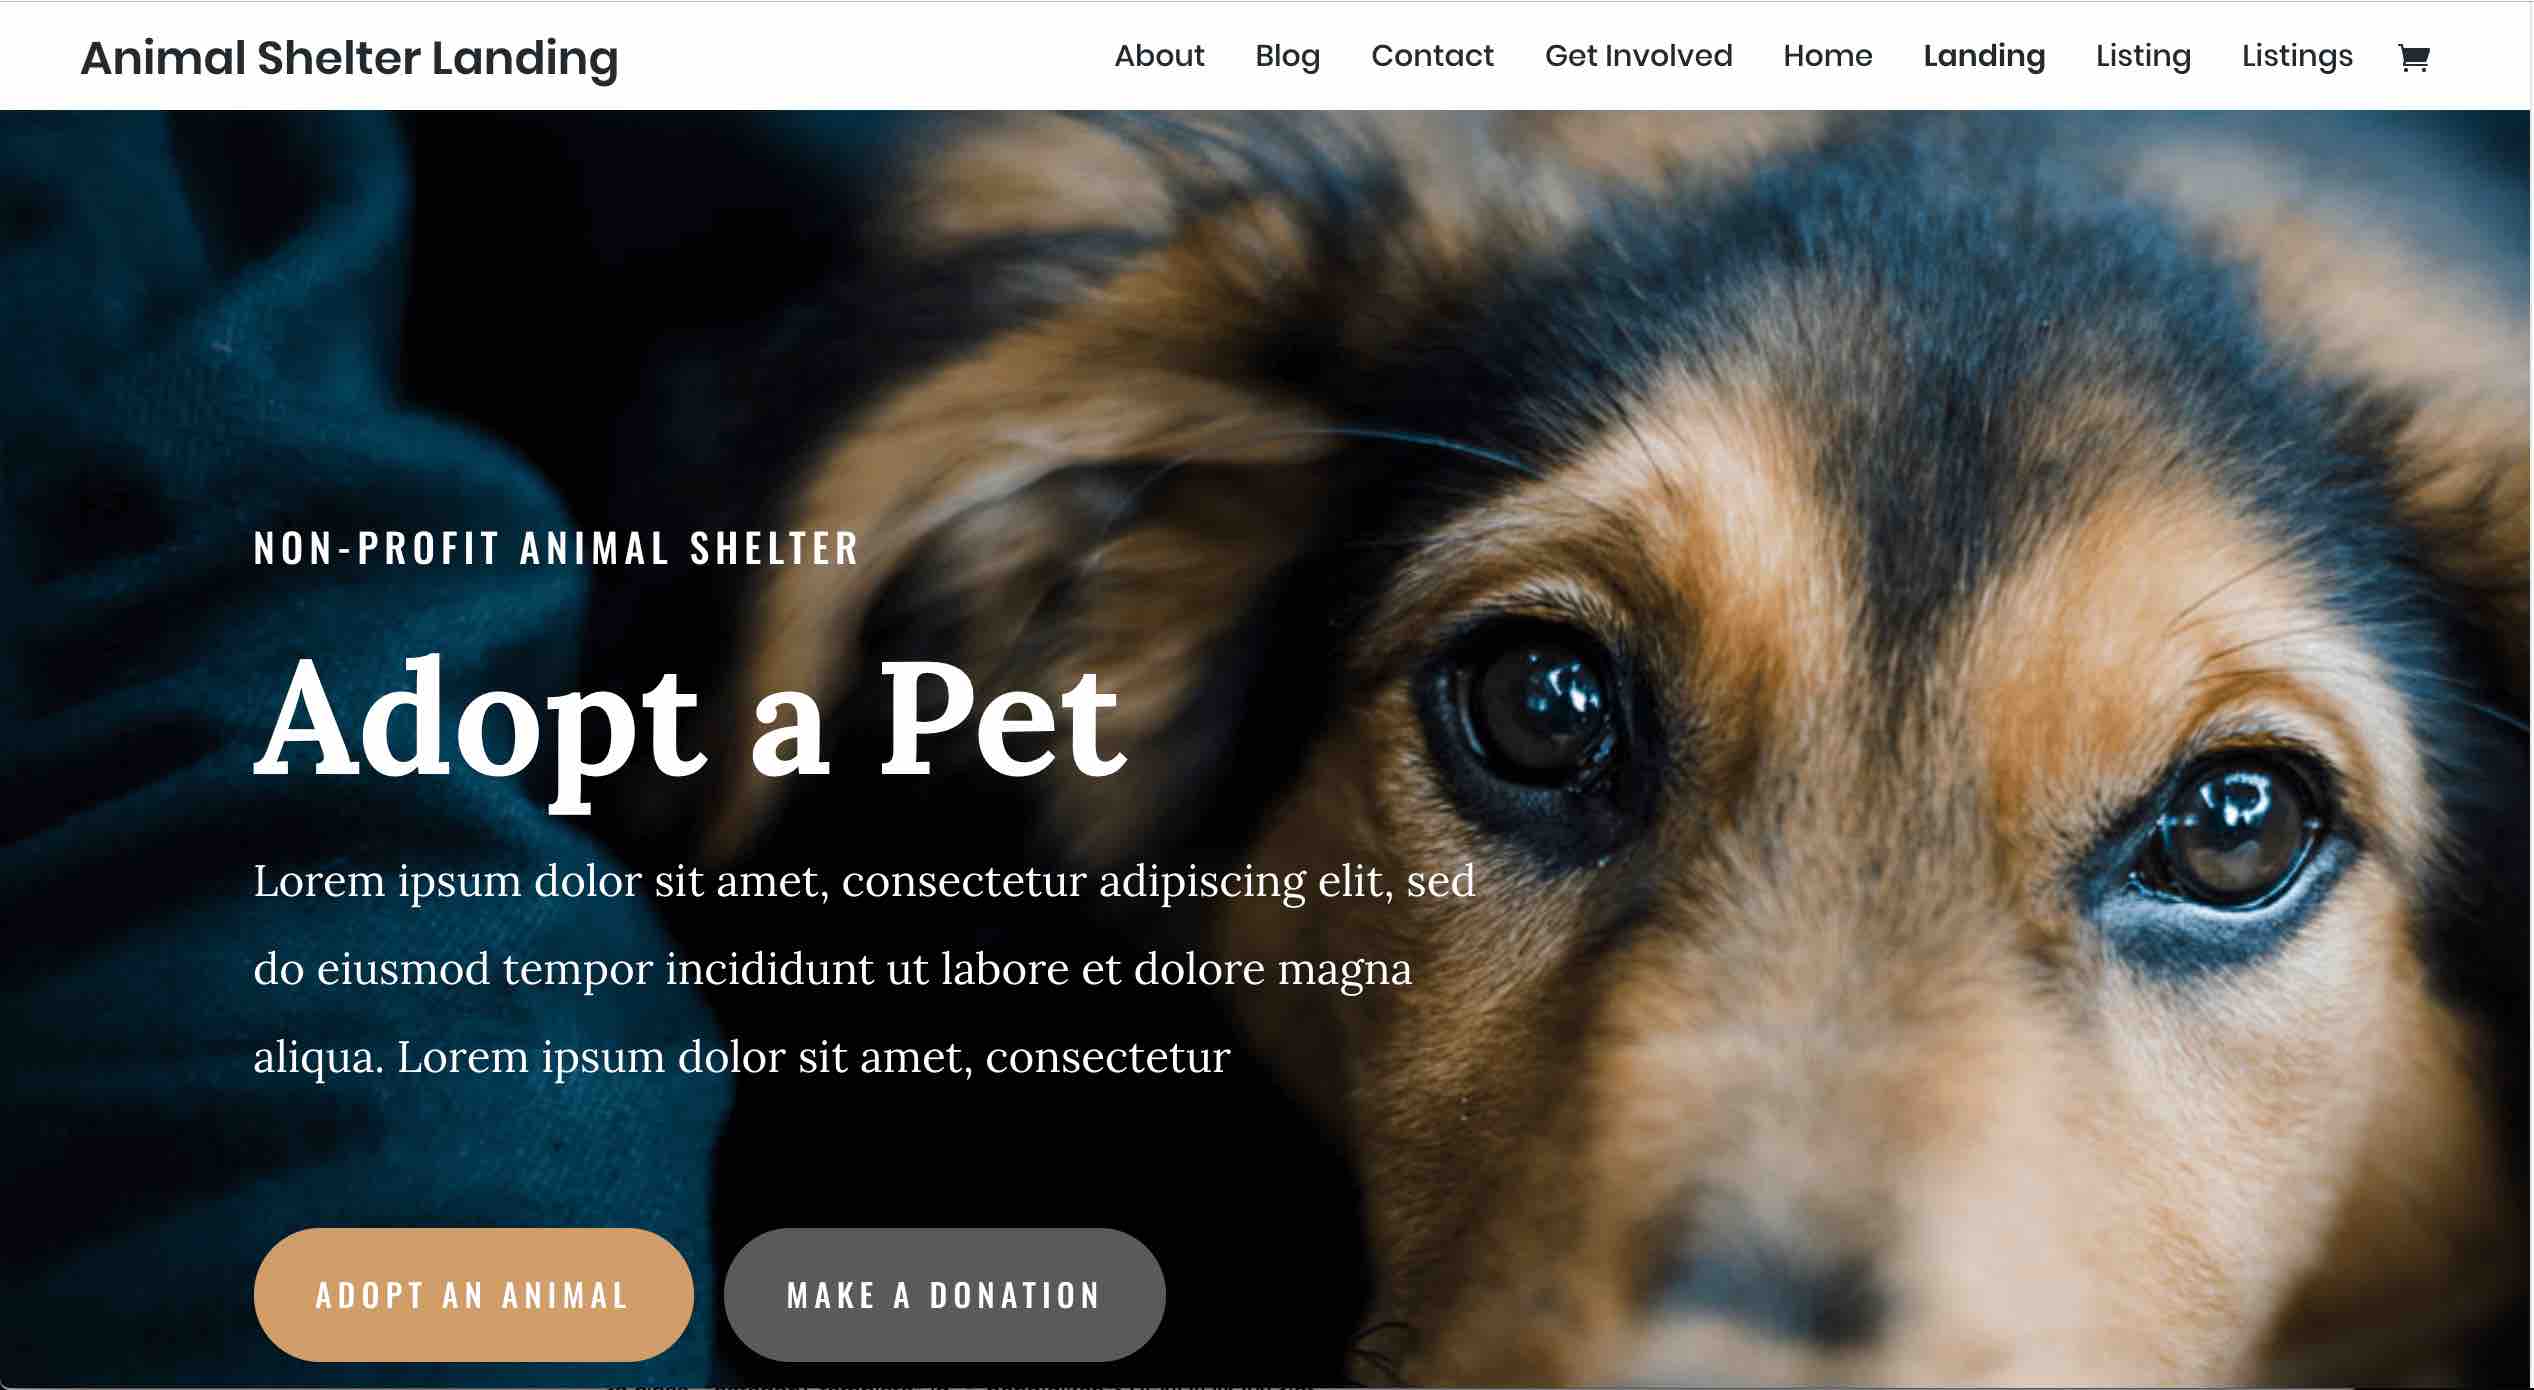 Animal Shelter Landing
About Blog Contact Get Involved Home Landing Listing Listings
NON-PROFIT ANIMAL SHELTER
Adopt a Pet
Lorem ipsum dolor sit amet, consectetur adipiscing elit, sed
do eiusmod tempor incididunt ut labore et dolore magna
aliqua. Lorem ipsum dolor sit amet, consectetur
ADOPT AN ANIMAL MAKE A DONATION